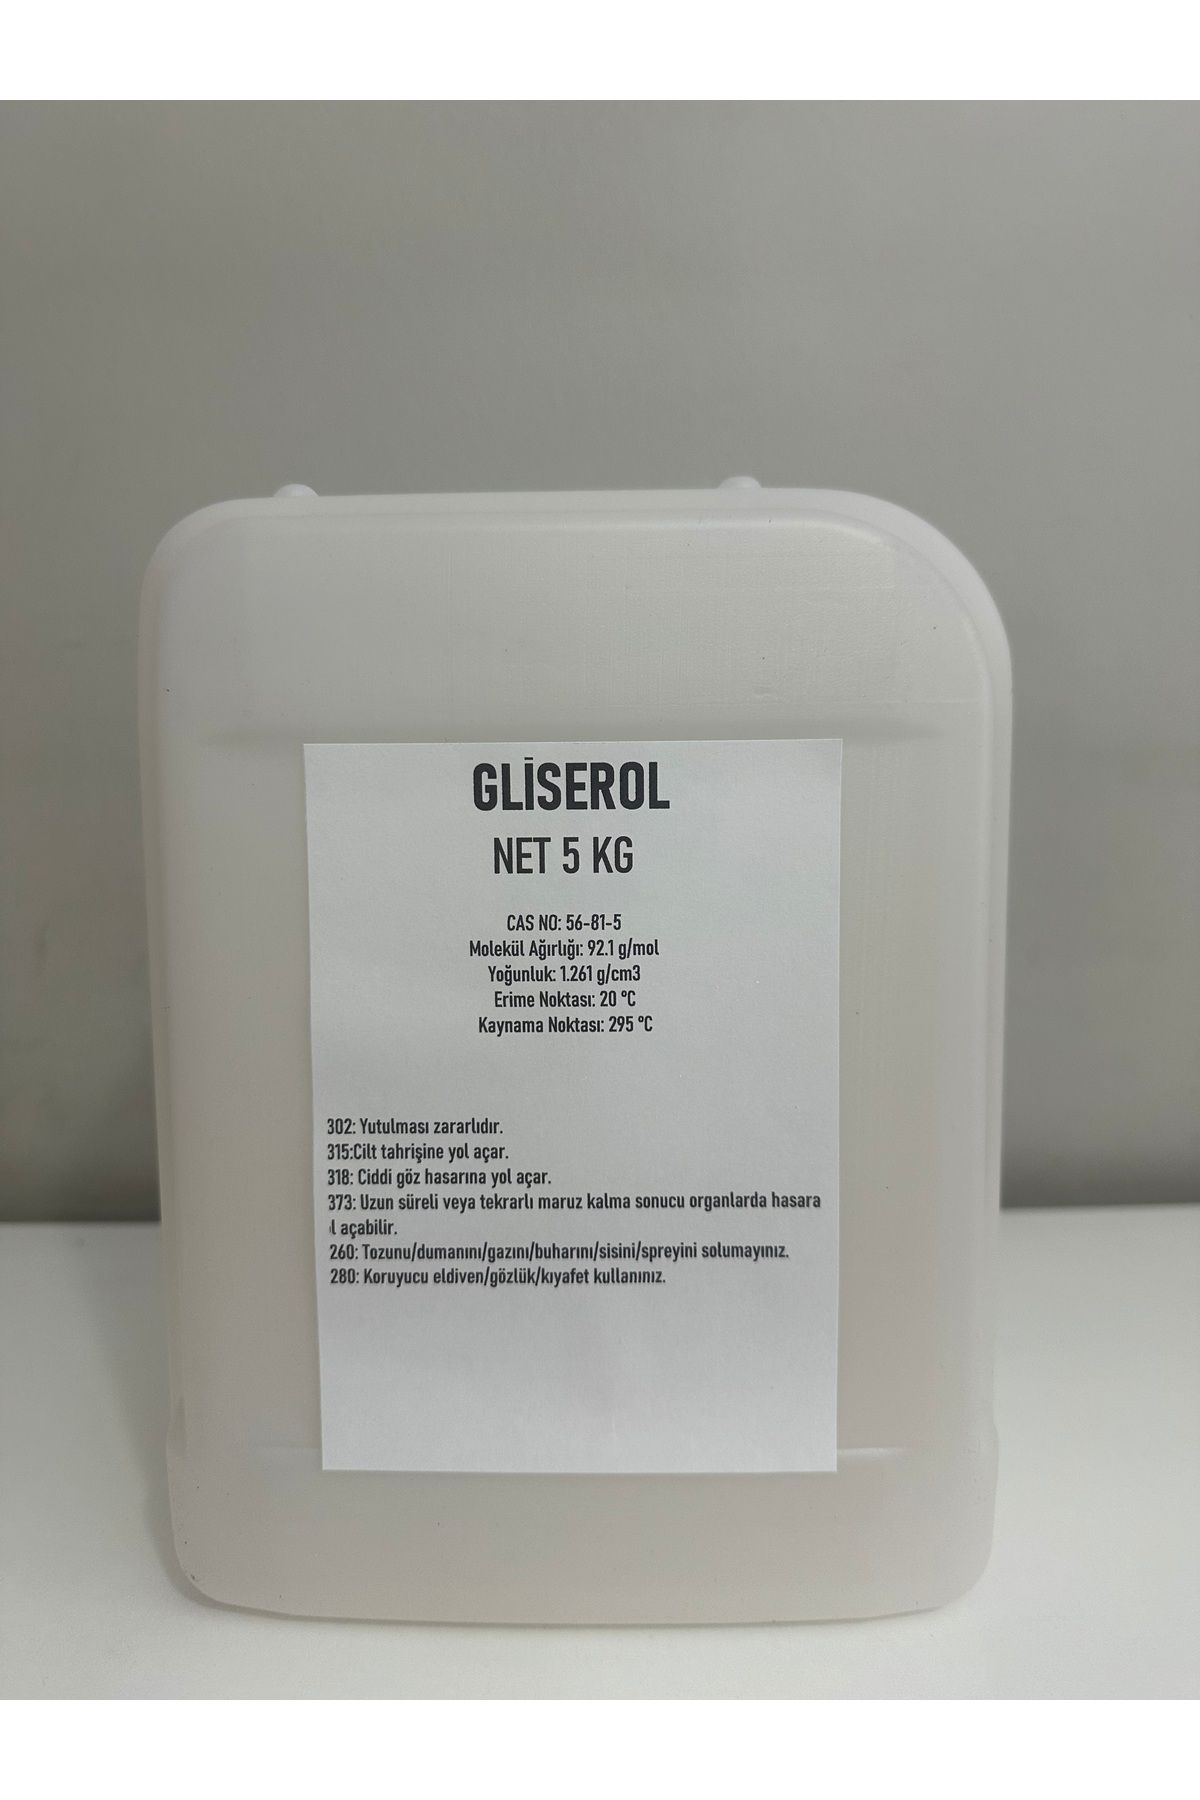 GLİSEROL
NET 5 KG
CAS NO: 56-81-5
Molekül Ağırlığı: 92.1 g/mol
Yoğunluk: 1.261 g/cm3
Erime Noktası: 20 °C
Kaynama Noktası: 295 °C
302: Yutulması zararlıdır.
315:Cilt tahrişine yol açar.
318: Ciddi göz hasarına yol açar.
373: Uzun süreli veya tekrarlı maruz kalma sonucu organlarda hasara
açabilir.
260: Tozunu/dumanını/gazını/buharını/sisini/spreyini solumayınız.
280: Koruyucu eldiven/gözlük/kıyafet kullanınız.